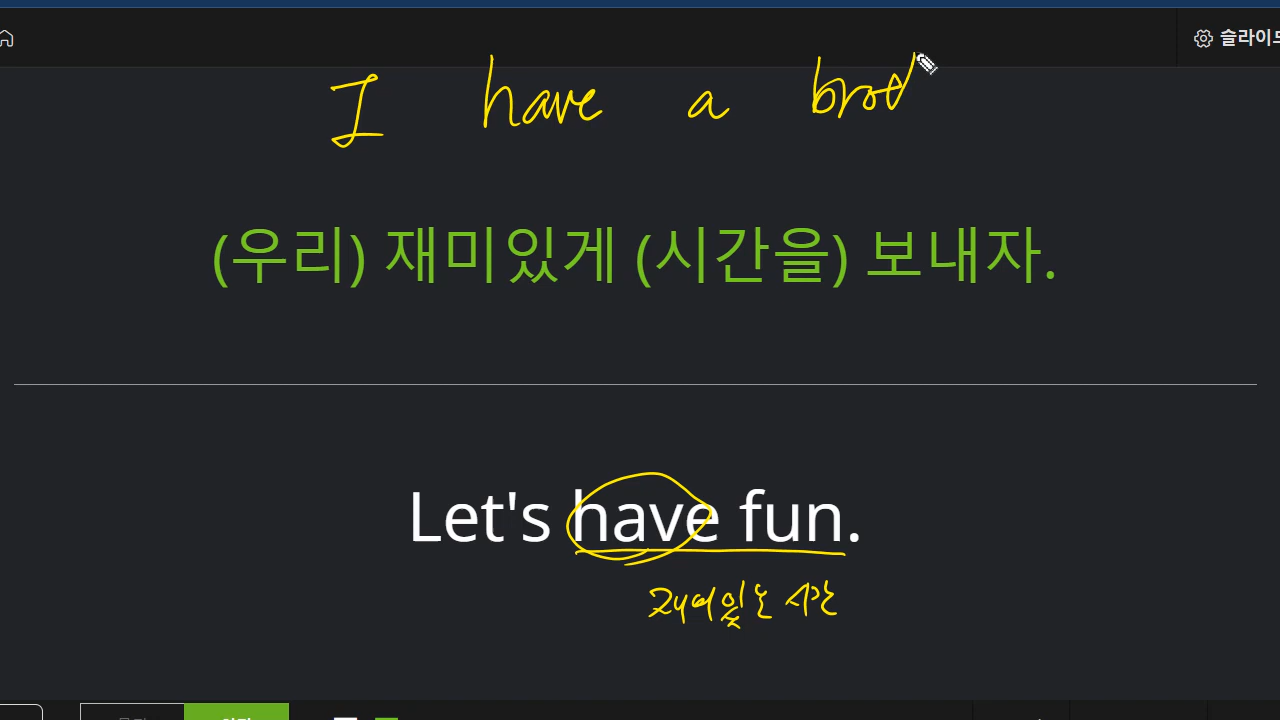 슬라이드
I have a brot
(우리) 재미있게 (시간을) 보내자.
Let's have fun.
재미있는 시간